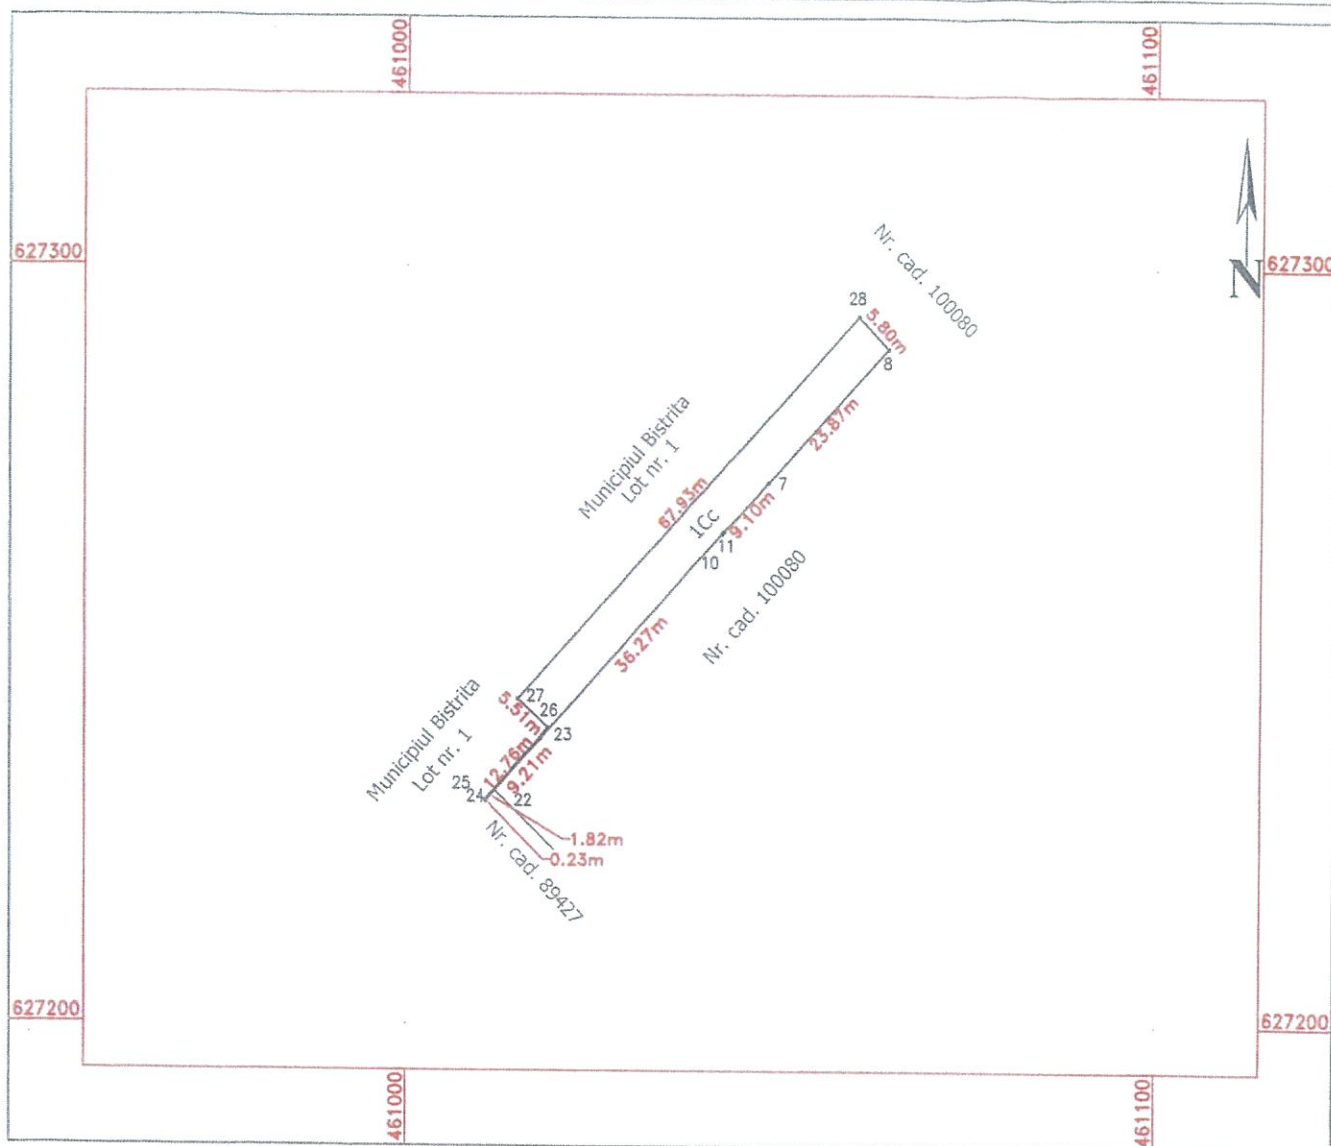 461000
461100
627300
627300
N
Nr. cad. 100080
28
5.80m
8
Municipiul Bistrita
Lot nr. 1
23.87m
67.93m
7
9.10m
1Cc
11
10
Nr. cad. 100080
36.27m
Municipiul Bistrita
Lot nr. 1
27
5.51m
26
23
12.76m
9.21m
25
24
22
1.82m
0.23m
Nr. cad. 89427
627200
627200
461000
461100